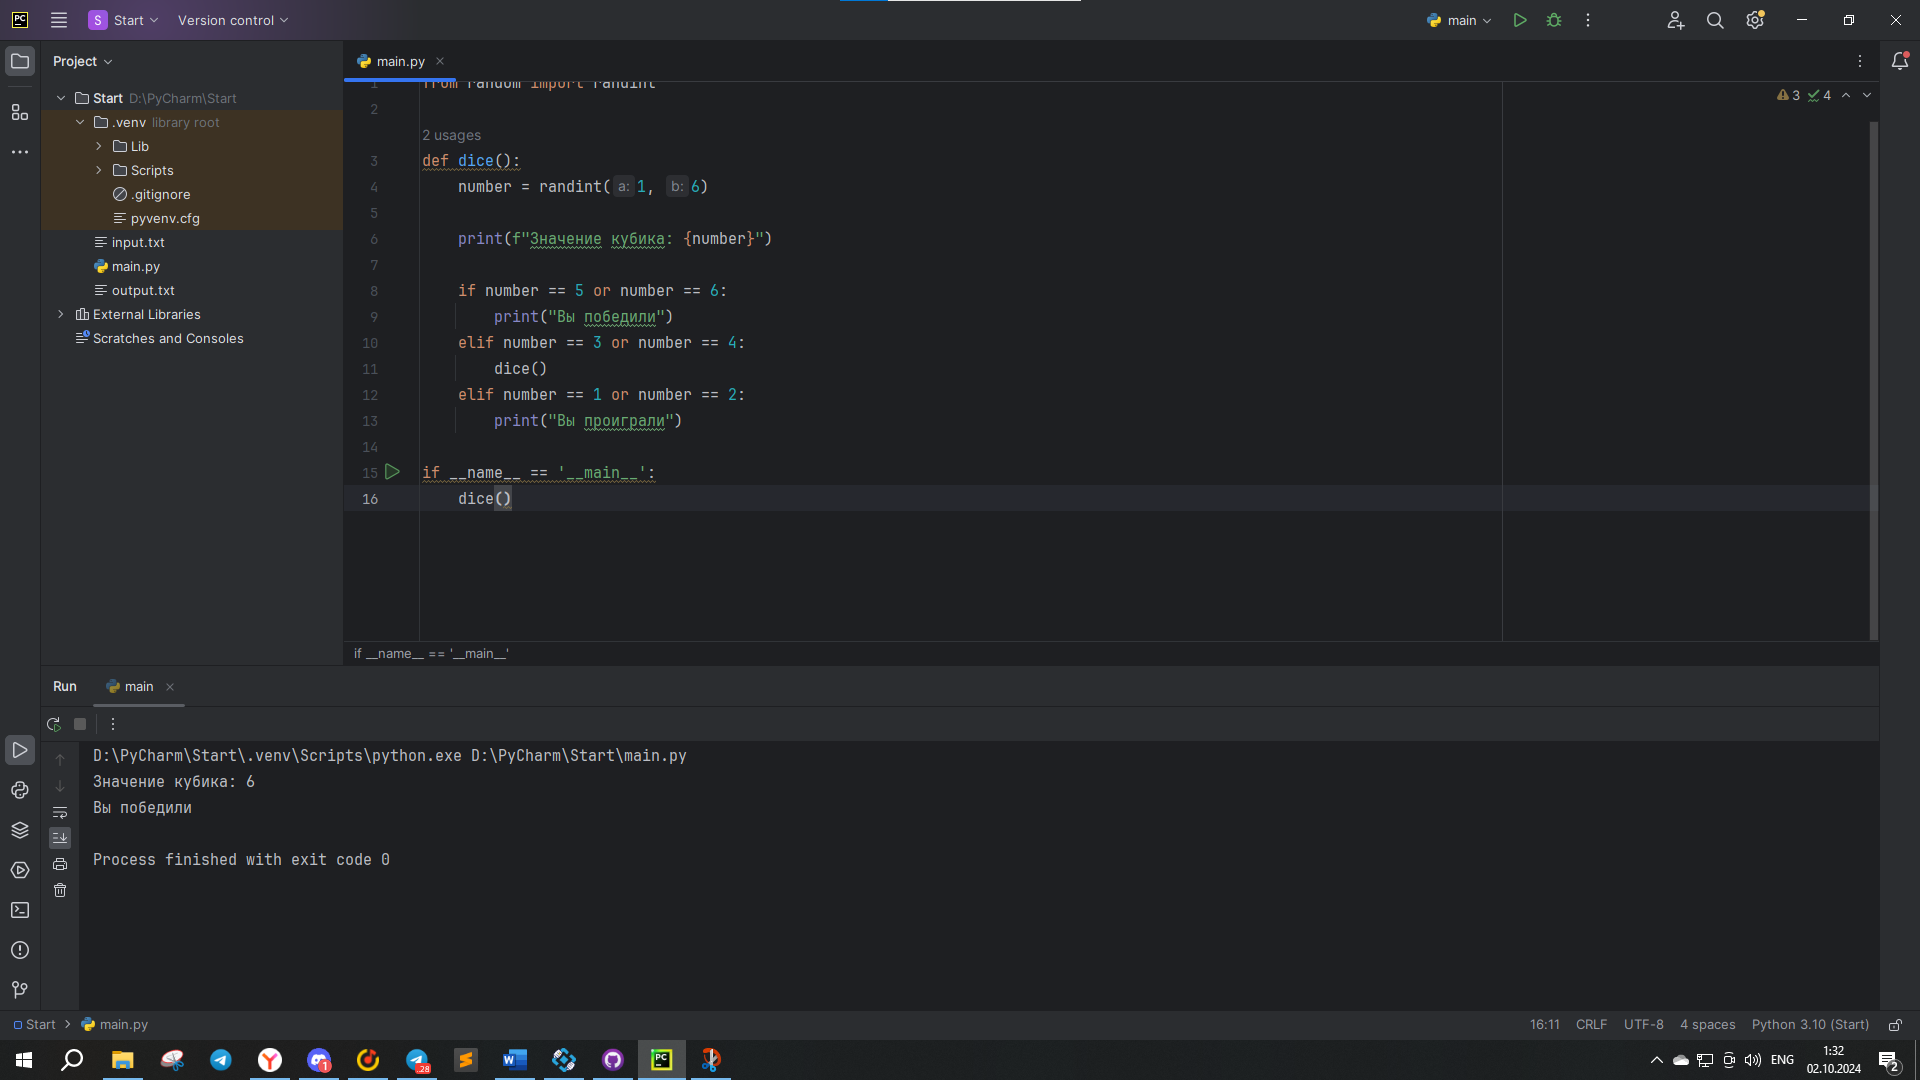 PC S Start Version control main
Project main.py
Start D:\PyCharm\Start
.venv library root
Lib
Scripts
.gitignore
pyvenv.cfg
input.txt
main.py
output.txt
External Libraries
Scratches and Consoles
3 4
1 from random import randint
2
2 usages
3 def dice():
4 number = randint( a: 1, b: 6)
5
6 print(f"Значение кубика: {number}")
7
8 if number == 5 or number == 6:
9 print("Вы победили")
10 elif number == 3 or number == 4:
11 dice()
12 elif number == 1 or number == 2:
13 print("Вы проиграли")
14
15 if __name__ == '__main__':
16 dice()
if __name__ == '__main__'
Run main
D:\PyCharm\Start\.venv\Scripts\python.exe D:\PyCharm\Start\main.py
Значение кубика: 6
Вы победили
Process finished with exit code 0
Start main.py 16:11 CRLF UTF-8 4 spaces Python 3.10 (Start)
1 28 PC ENG 1:32
02.10.2024 2